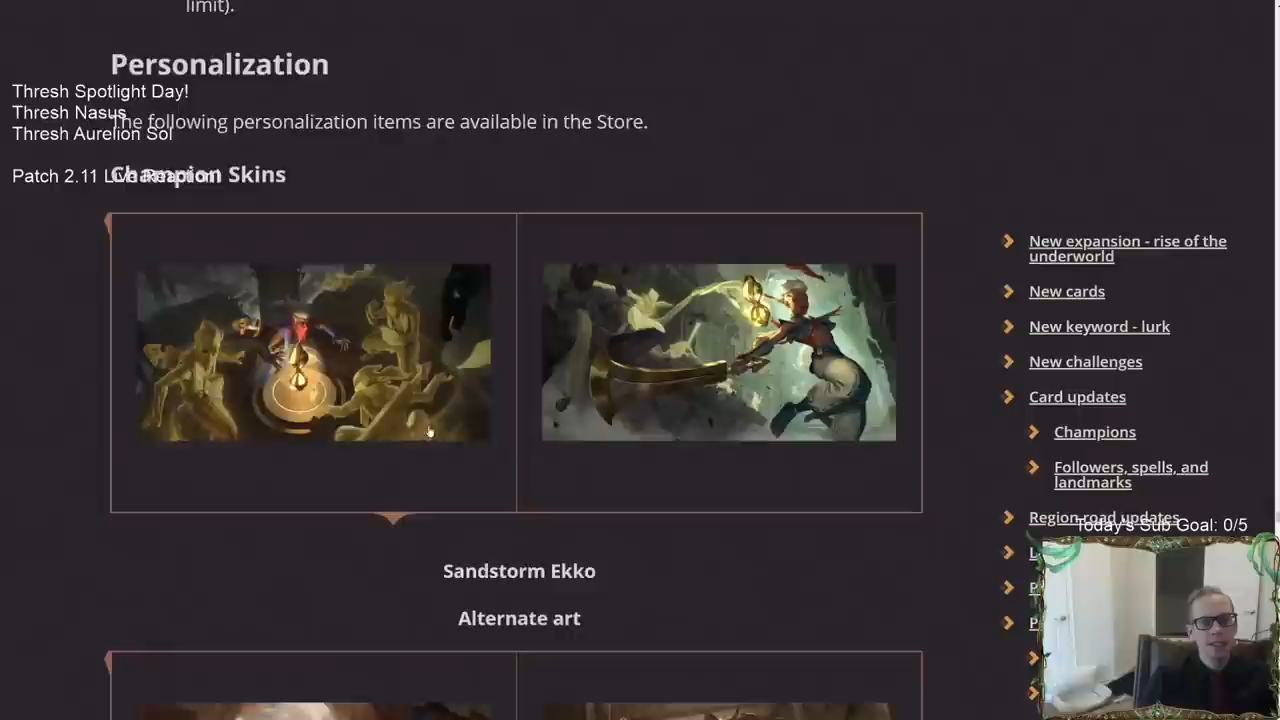 limit).
Personalization
Thresh Spotlight Day!
Thresh Nasus
Thresh Aurelion Sol
The following personalization items are available in the Store.
Patch 2.11 Live Reaction!
Champion Skins
Sandstorm Ekko
Alternate art
New expansion - rise of the
underworld
New cards
New keyword - lurk
New challenges
Card updates
Champions
Followers, spells, and
landmarks
Region road updates
Today's Sub Goal: 0/5
L
P
P